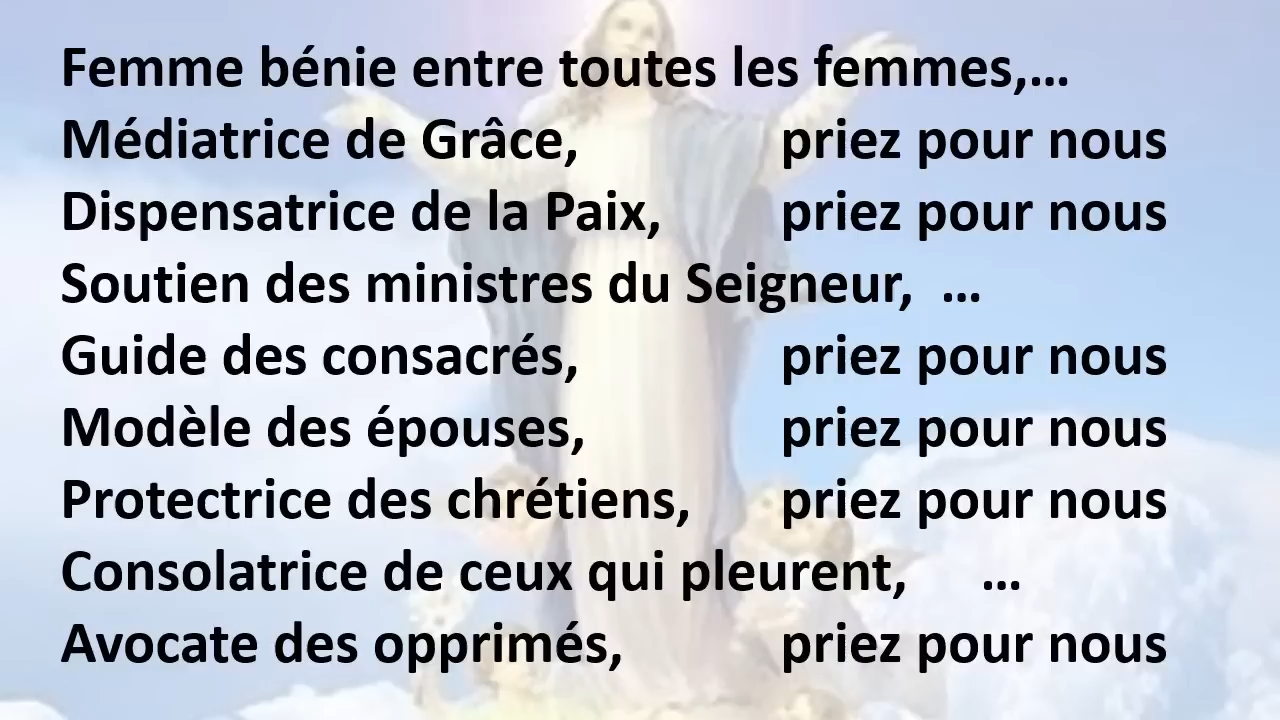 Femme bénie entre toutes les femmes,...
Médiatrice de Grâce, priez pour nous
Dispensatrice de la Paix, priez pour nous
Soutien des ministres du Seigneur, ...
Guide des consacrés, priez pour nous
Modèle des épouses, priez pour nous
Protectrice des chrétiens, priez pour nous
Consolatrice de ceux qui pleurent, ...
Avocate des opprimés, priez pour nous